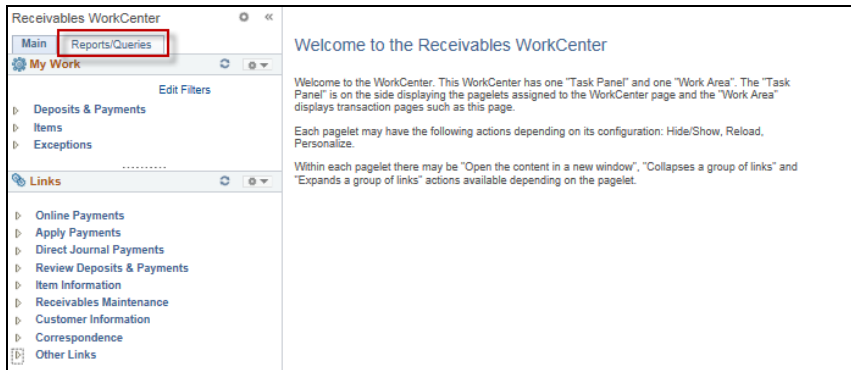 Receivables WorkCenter
Main
Reports/Queries
My Work
Edit Filters
Deposits & Payments
Items
Exceptions
Links
Online Payments
Apply Payments
Direct Journal Payments
Review Deposits & Payments
Item Information
Receivables Maintenance
Customer Information
Correspondence
Other Links
Welcome to the Receivables WorkCenter
Welcome to the WorkCenter. This WorkCenter has one "Task Panel" and one "Work Area". The "Task
Panel" is on the side displaying the pagelets assigned to the WorkCenter page and the "Work Area"
displays transaction pages such as this page.
Each pagelet may have the following actions depending on its configuration: Hide/Show, Reload,
Personalize.
Within each pagelet there may be "Open the content in a new window", "Collapses a group of links" and
"Expands a group of links" actions available depending on the pagelet.